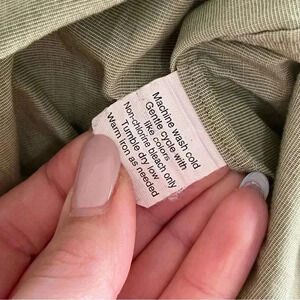 Machine wash cold
Gentle cycle with
like colors
Non-chlorine bleach only
Tumble dry low
Warm iron as needed